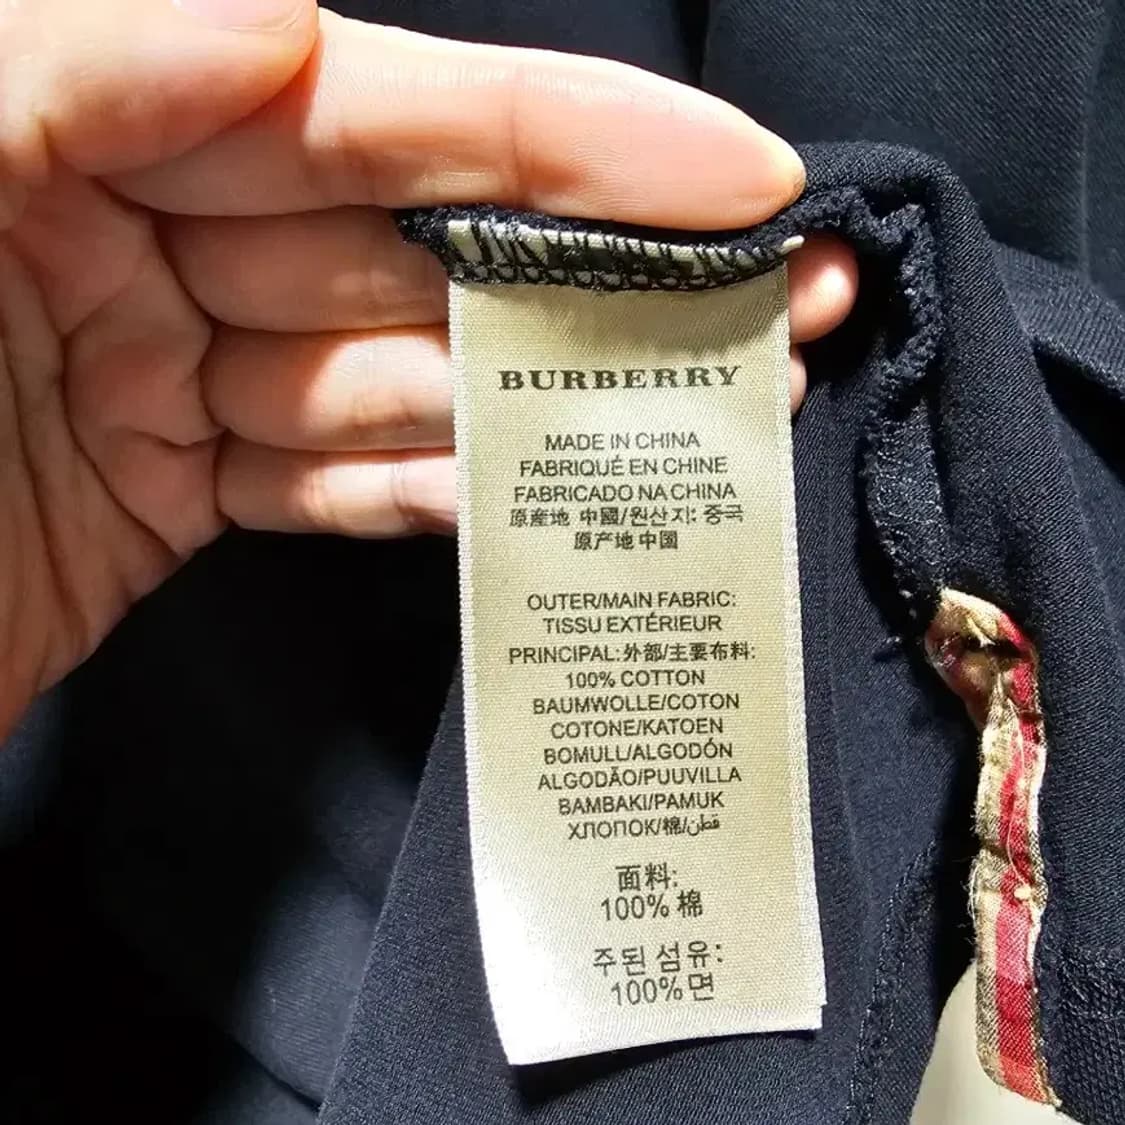 BURBERRY
MADE IN CHINA
FABRIQUÉ EN CHINE
FABRICADO NA CHINA
原産地 中國/원산지: 중국
原产地 中国
OUTER/MAIN FABRIC:
TISSU EXTÉRIEUR
PRINCIPAL:外部/主要布料:
100% COTTON
BAUMWOLLE/COTON
COTONE/KATOEN
BOMULL/ALGODÓN
ALGODÃO/PUUVILLA
BAMBAKI/PAMUK
ХЛОПОК/棉/قطن
面料:
100% 棉
주된 섬유:
100% 면